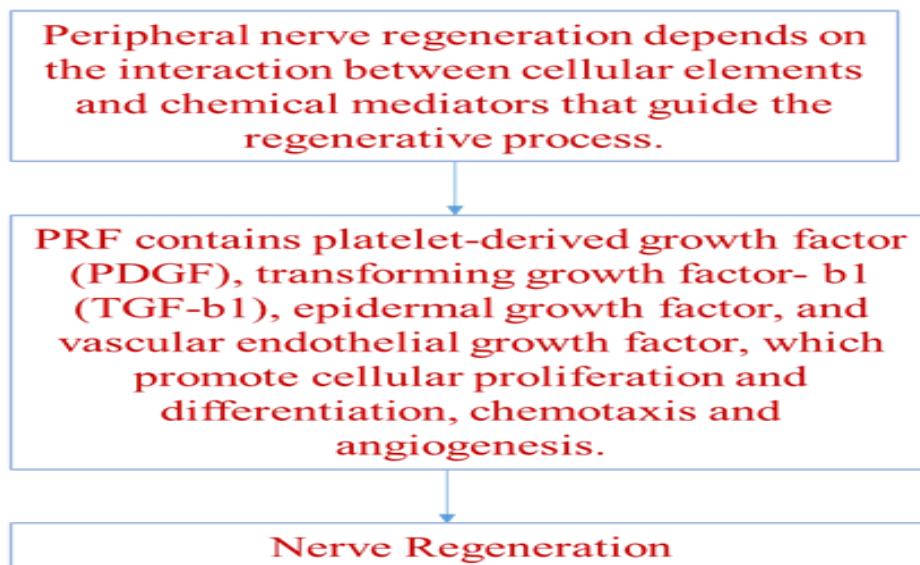 Peripheral nerve regeneration depends on
the interaction between cellular elements
and chemical mediators that guide the
regenerative process.
PRF contains platelet-derived growth factor
(PDGF), transforming growth factor- b1
(TGF-b1), epidermal growth factor, and
vascular endothelial growth factor, which
promote cellular proliferation and
differentiation, chemotaxis and
angiogenesis.
Nerve Regeneration